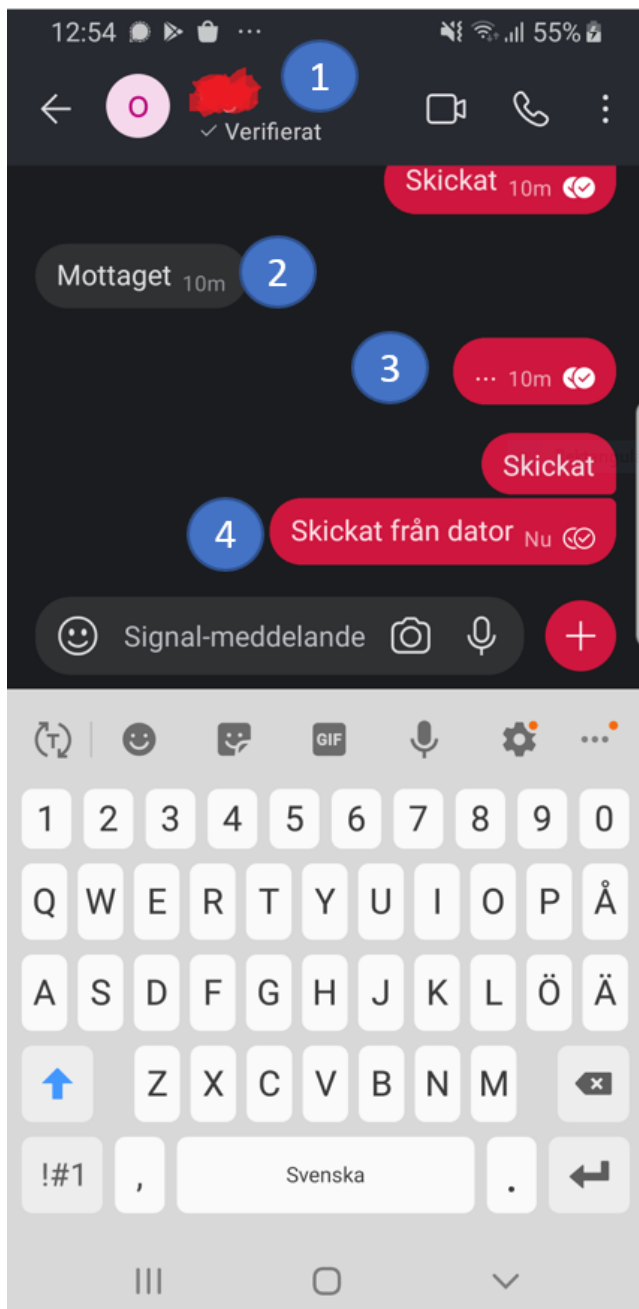 12:54 ... 55%
1
O
✓ Verifierat
Skickat 10m
Mottaget 10m
2
3
... 10m
Skickat
4
Skickat från dator Nu
Signal-meddelande
GIF
1 2 3 4 5 6 7 8 9 0
Q W E R T Y U I O P Å
A S D F G H J K L Ö Ä
Z X C V B N M
!#1 , Svenska .